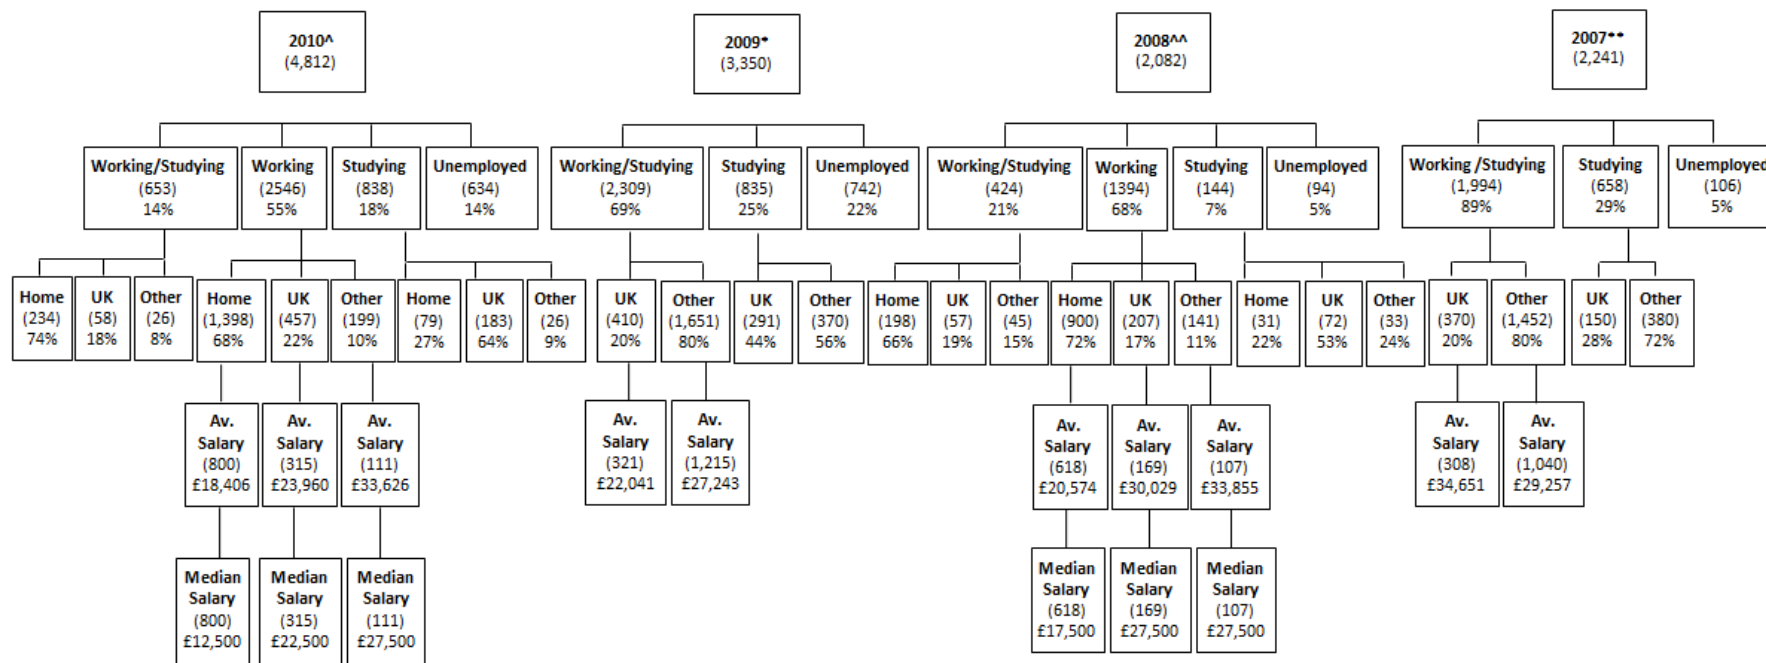 2010^
(4,812)
2009*
(3,350)
2008^^
(2,082)
2007**
(2,241)
Working/Studying
(653)
14%
Working
(2546)
55%
Studying
(838)
18%
Unemployed
(634)
14%
Working/Studying
(2,309)
69%
Studying
(835)
25%
Unemployed
(742)
22%
Working/Studying
(424)
21%
Working
(1394)
68%
Studying
(144)
7%
Unemployed
(94)
5%
Working /Studying
(1,994)
89%
Studying
(658)
29%
Unemployed
(106)
5%
Home
(234)
74%
UK
(58)
18%
Other
(26)
8%
Home
(1,398)
68%
UK
(457)
22%
Other
(199)
10%
Home
(79)
27%
UK
(183)
64%
Other
(26)
9%
UK
(410)
20%
Other
(1,651)
80%
UK
(291)
44%
Other
(370)
56%
Home
(198)
66%
UK
(57)
19%
Other
(45)
15%
Home
(900)
72%
UK
(207)
17%
Other
(141)
11%
Home
(31)
22%
UK
(72)
53%
Other
(33)
24%
UK
(370)
20%
Other
(1,452)
80%
UK
(150)
28%
Other
(380)
72%
Av.
Salary
(800)
£18,406
Av.
Salary
(315)
£23,960
Av.
Salary
(111)
£33,626
Av.
Salary
(321)
£22,041
Av.
Salary
(1,215)
£27,243
Av.
Salary
(618)
£20,574
Av.
Salary
(169)
£30,029
Av.
Salary
(107)
£33,855
Av.
Salary
(308)
£34,651
Av.
Salary
(1,040)
£29,257
Median
Salary
(800)
£12,500
Median
Salary
(315)
£22,500
Median
Salary
(111)
£27,500
Median
Salary
(618)
£17,500
Median
Salary
(169)
£27,500
Median
Salary
(107)
£27,500